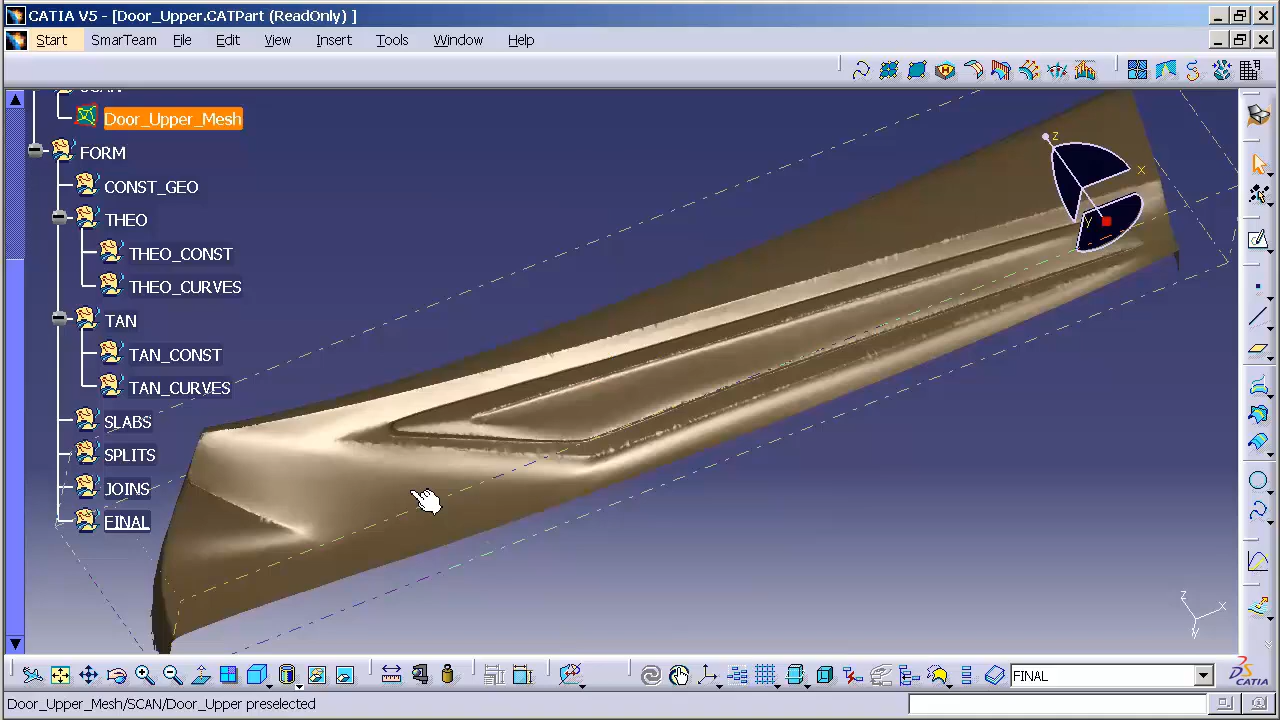 CATIA V5 - [Door_Upper.CATPart (ReadOnly) ]
Start SmarTeam File Edit View Insert Tools Window Help
Door_Upper_Mesh
FORM
CONST_GEO
THEO
THEO_CONST
THEO_CURVES
TAN
TAN_CONST
TAN_CURVES
SLABS
SPLITS
JOINS
FINAL
Z
X
Y
Z
X
Y
FINAL
CATIA
Door_Upper_Mesh/SCAN/Door_Upper preselected